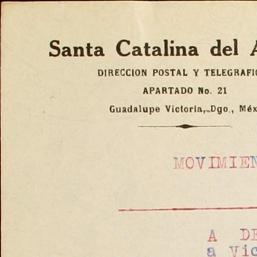 Santa Catalina del A
DIRECCION POSTAL Y TELEGRAFIC
APARTADO No. 21
Guadalupe Victoria, Dgo., Méx
MOVIMIEN
A DE
a Vic